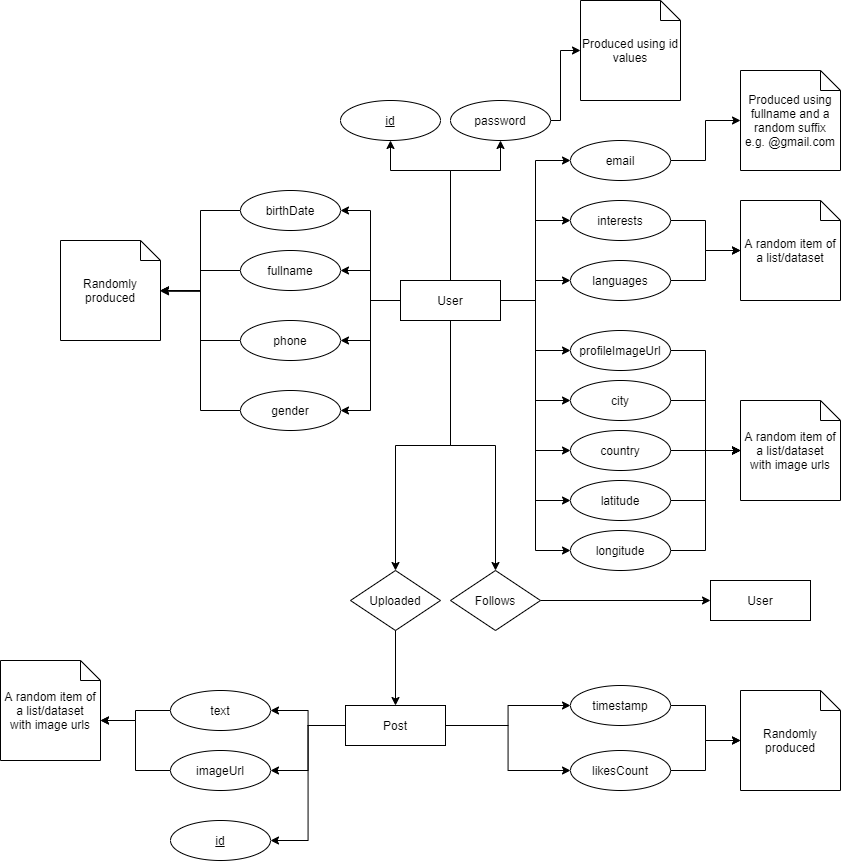 Produced using id
values
Produced using
fullname and a
random suffix
e.g. @gmail.com
id
password
email
birthDate
interests
A random item of
a list/dataset
fullname
languages
Randomly
produced
User
phone
profileImageUrl
city
gender
country
A random item of
a list/dataset
with image urls
latitude
longitude
Uploaded
Follows
User
A random item of
a list/dataset
with image urls
text
timestamp
Post
Randomly
produced
imageUrl
likesCount
id